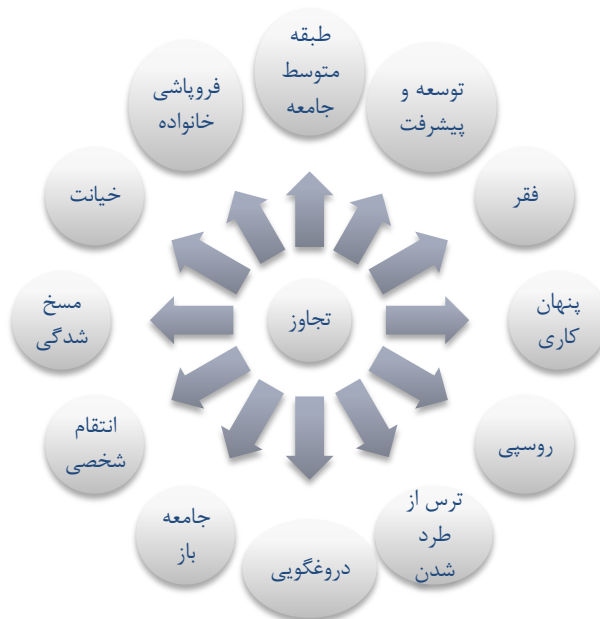 طبقه
متوسط
جامعه
توسعه و
پیشرفت
فقر
پنهان
کاری
روسپی
ترس از
طرد
شدن
دروغگویی
جامعه
باز
انتقام
شخصی
مسخ
شدگی
خیانت
فروپاشی
خانواده
تجاوز